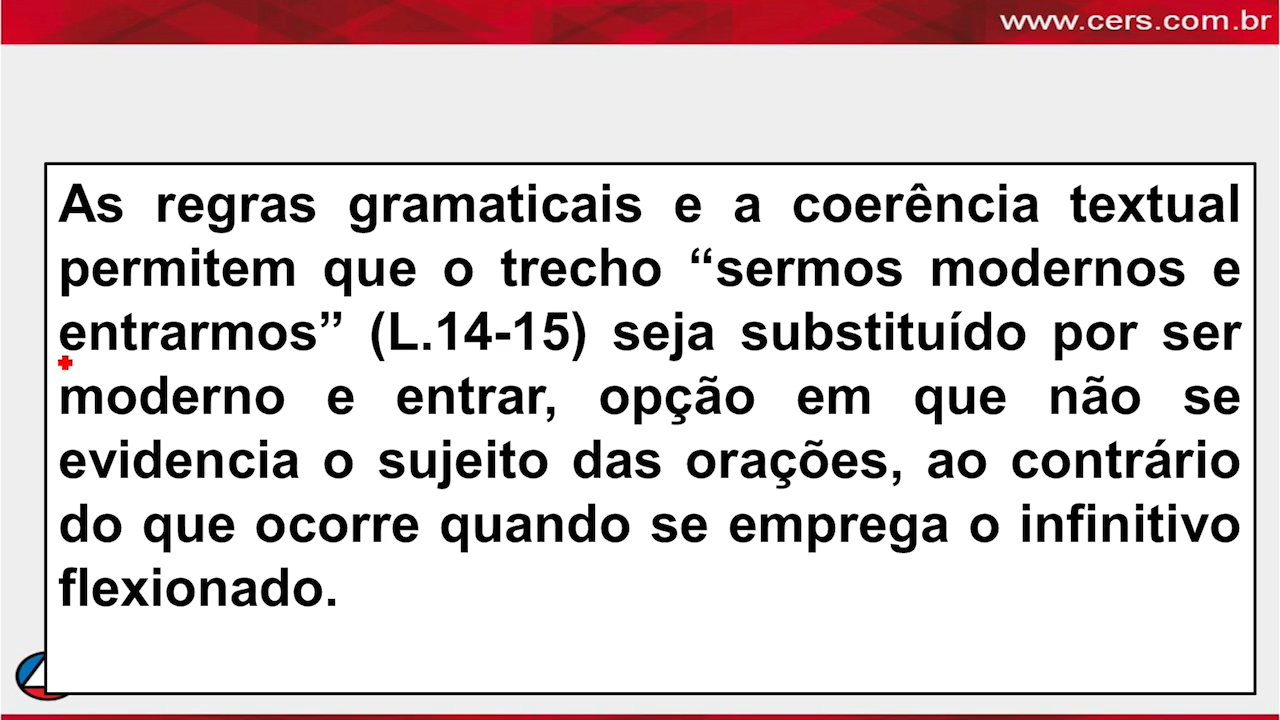 www.cers.com.br
As regras gramaticais e a coerência textual
permitem que o trecho “sermos modernos e
entrarmos” (L.14-15) seja substituído por ser
moderno e entrar, opção em que não se
evidencia o sujeito das orações, ao contrário
do que ocorre quando se emprega o infinitivo
flexionado.